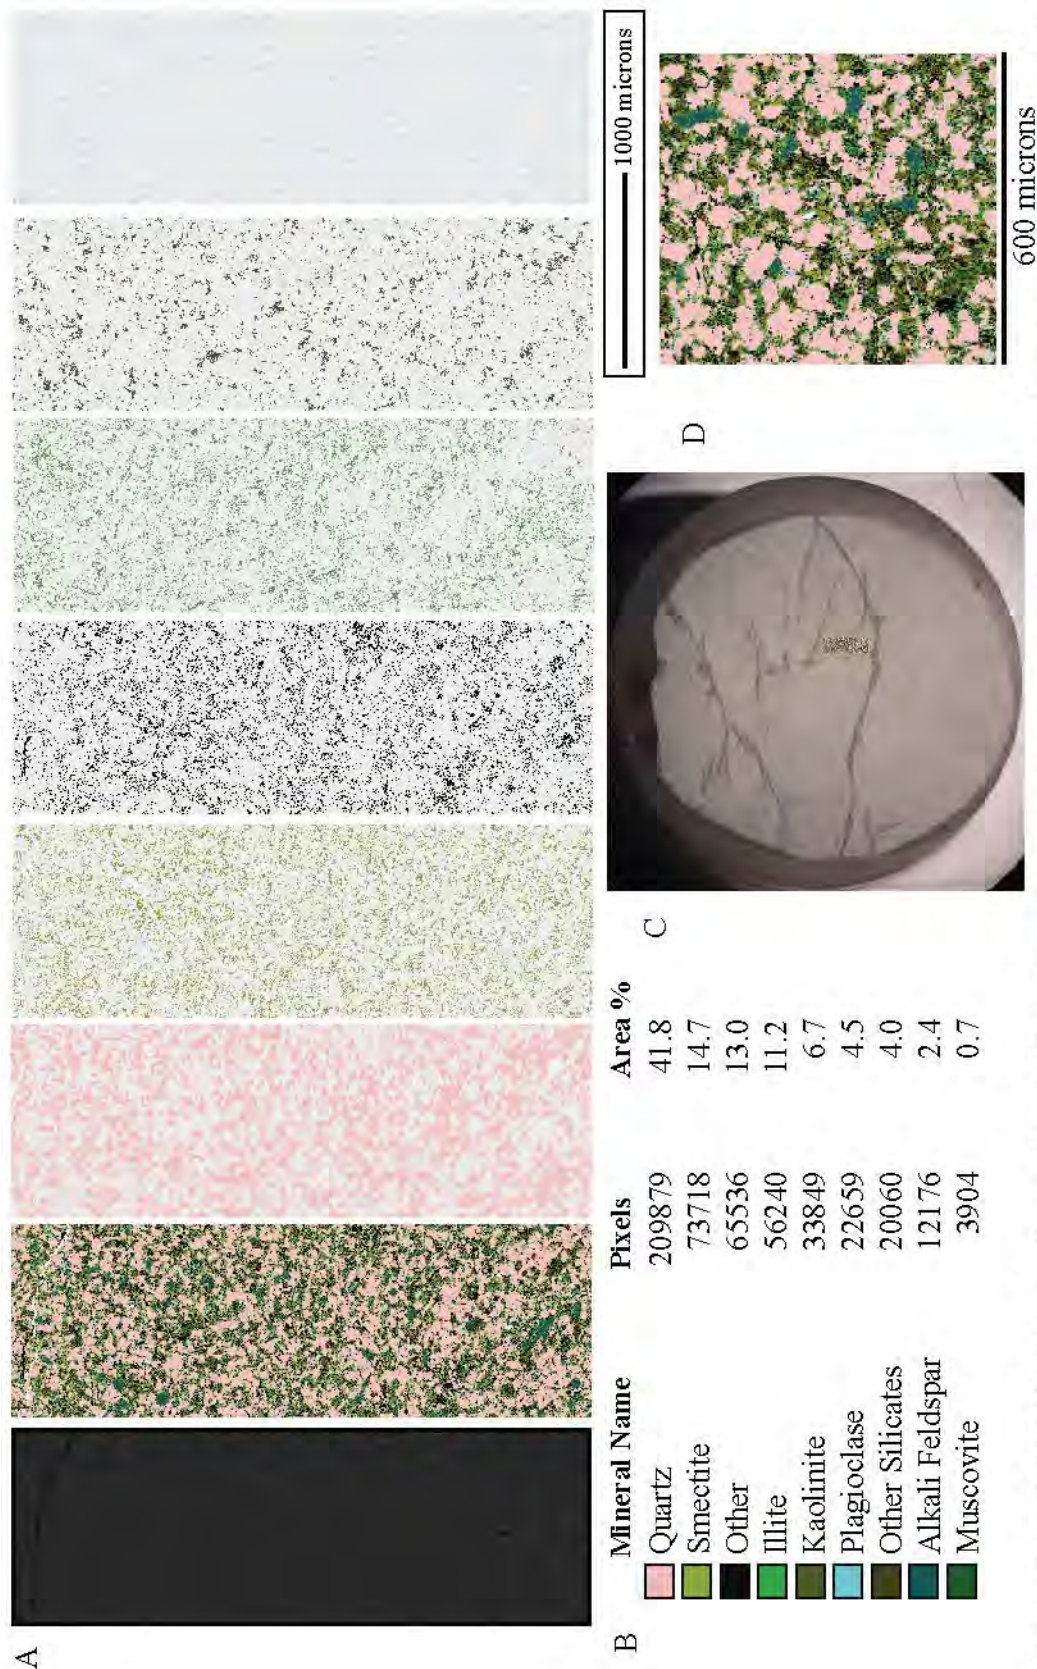 A
1000 microns
B
Mineral Name Pixels Area %
Quartz 209879 41.8
Smectite 73718 14.7
Other 65536 13.0
Illite 56240 11.2
Kaolinite 33849 6.7
Plagioclase 22659 4.5
Other Silicates 20060 4.0
Alkali Feldspar 12176 2.4
Muscovite 3904 0.7
C
D
600 microns